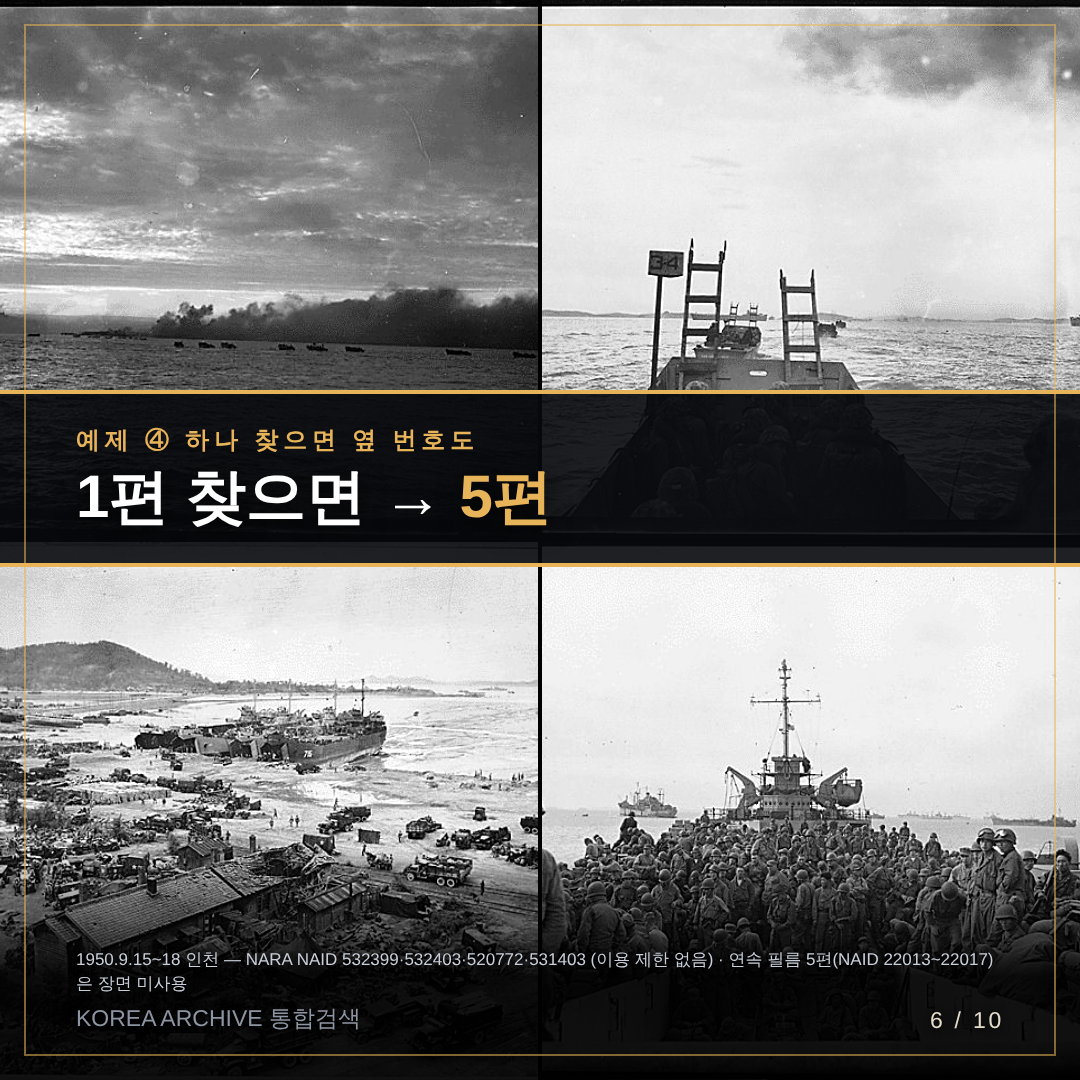 34
예제 ④ 하나 찾으면 옆 번호도
1편 찾으면 → 5편
715
1950.9.15~18 인천 — NARA NAID 532399·532403·520772·531403 (이용 제한 없음) · 연속 필름 5편(NAID 22013~22017)
은 장면 미사용
KOREA ARCHIVE 통합검색
6 / 10